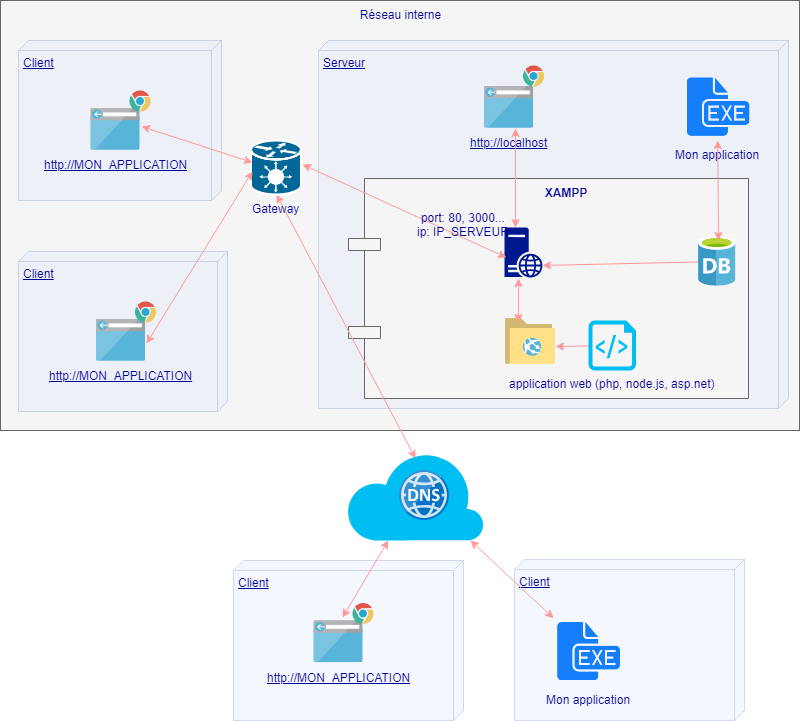 Réseau interne
Client
http://MON_APPLICATION
Gateway
Client
http://MON_APPLICATION
Serveur
http://localhost
EXE
Mon application
XAMPP
port: 80, 3000...
ip: IP_SERVEUR
DB
</>
application web (php, node.js, asp.net)
DNS
Client
http://MON_APPLICATION
Client
EXE
Mon application